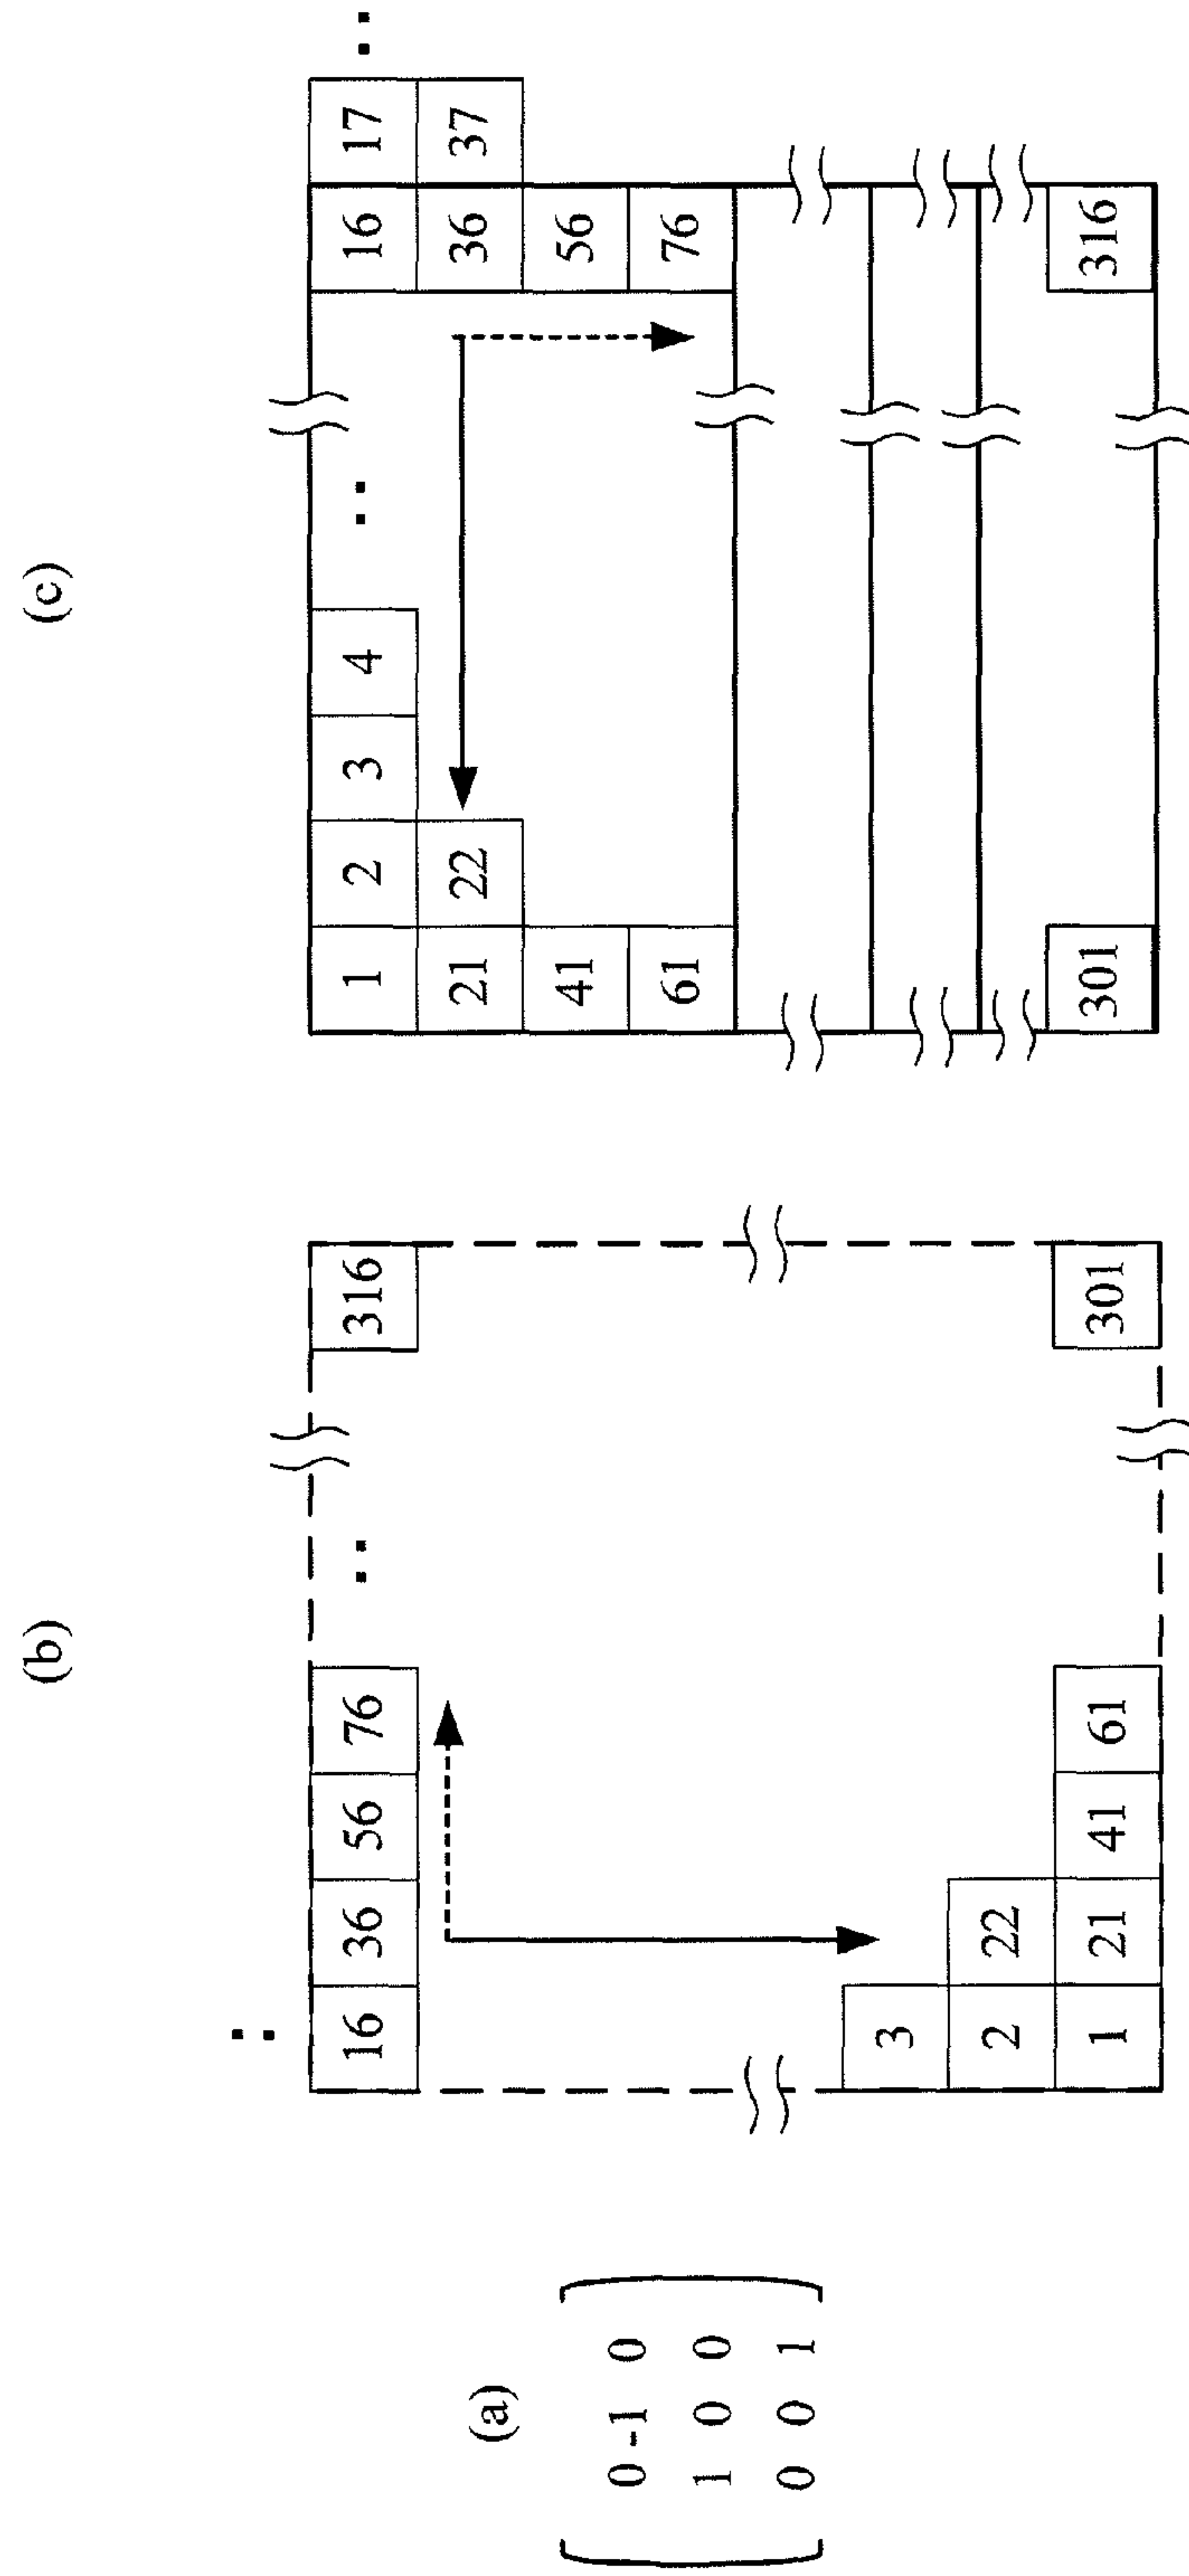 (a)
0 -1 0
1 0 0
0 0 1
(b)
..
16 36 56 76 .. 316
3
2 22
1 21 41 61 301
(c)
1 2 3 4 .. 16 17 ..
21 22 36 37
41 56
61 76
301 316